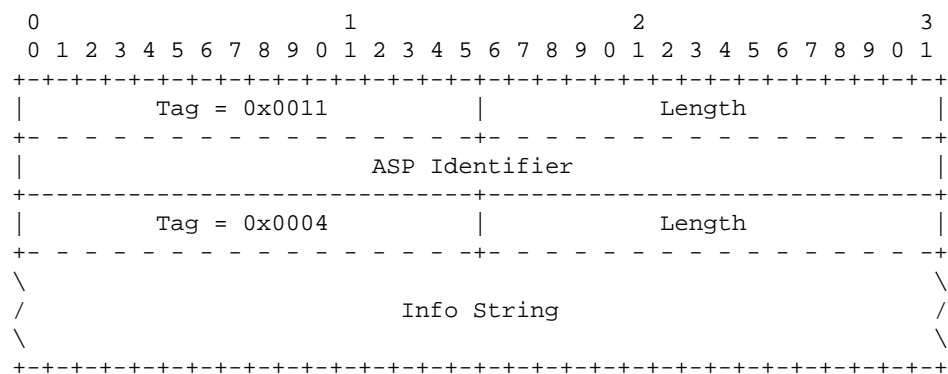 0                   1                   2                   3
0 1 2 3 4 5 6 7 8 9 0 1 2 3 4 5 6 7 8 9 0 1 2 3 4 5 6 7 8 9 0 1
+-+-+-+-+-+-+-+-+-+-+-+-+-+-+-+-+-+-+-+-+-+-+-+-+-+-+-+-+-+-+-+-+
|         Tag = 0x0011          |            Length             |
+- - - - - - - - - - - - - - - -+- - - - - - - - - - - - - - - -+
|                        ASP Identifier                         |
+-------------------------------+-------------------------------+
|         Tag = 0x0004          |            Length             |
+- - - - - - - - - - - - - - - -+- - - - - - - - - - - - - - - -+
\                                                               \
/                          Info String                          /
\                                                               \
+-+-+-+-+-+-+-+-+-+-+-+-+-+-+-+-+-+-+-+-+-+-+-+-+-+-+-+-+-+-+-+-+